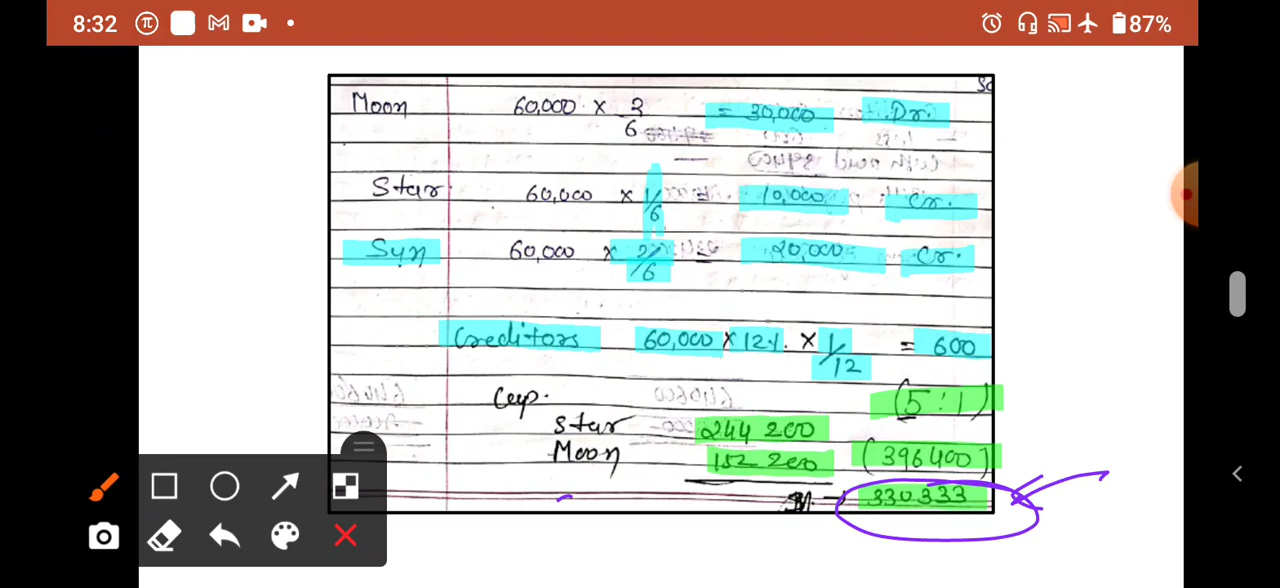 8:32 87%
Moon 60,000 × 3/6 = 30,000 Dr.
Star 60,000 × 1/6 = 10,000 Cr.
Syn 60,000 × 2/6 = 20,000 Cr.
Creditors 60,000 × 12%. × 1/12 = 600
Cap. (5:1)
Star 244 200
Moon 152 200 (396400)
330333